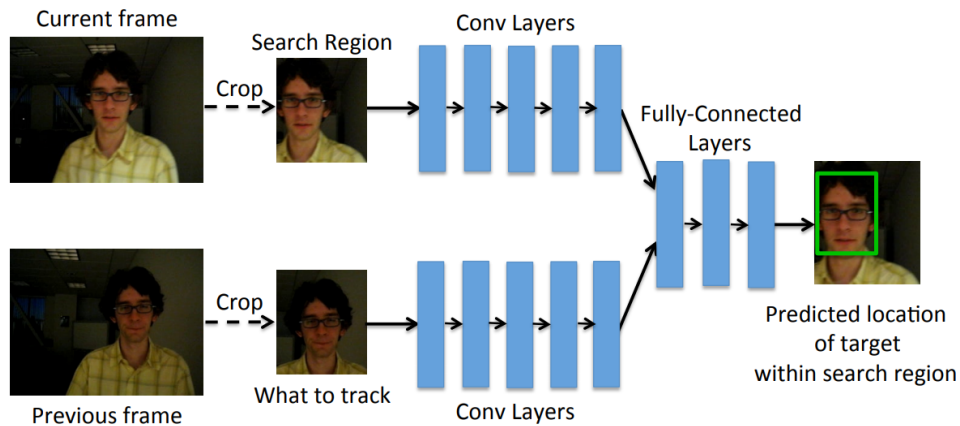 Current frame
Crop
Search Region
Conv Layers
Fully-Connected
Layers
Previous frame
Crop
What to track
Conv Layers
Predicted location
of target
within search region